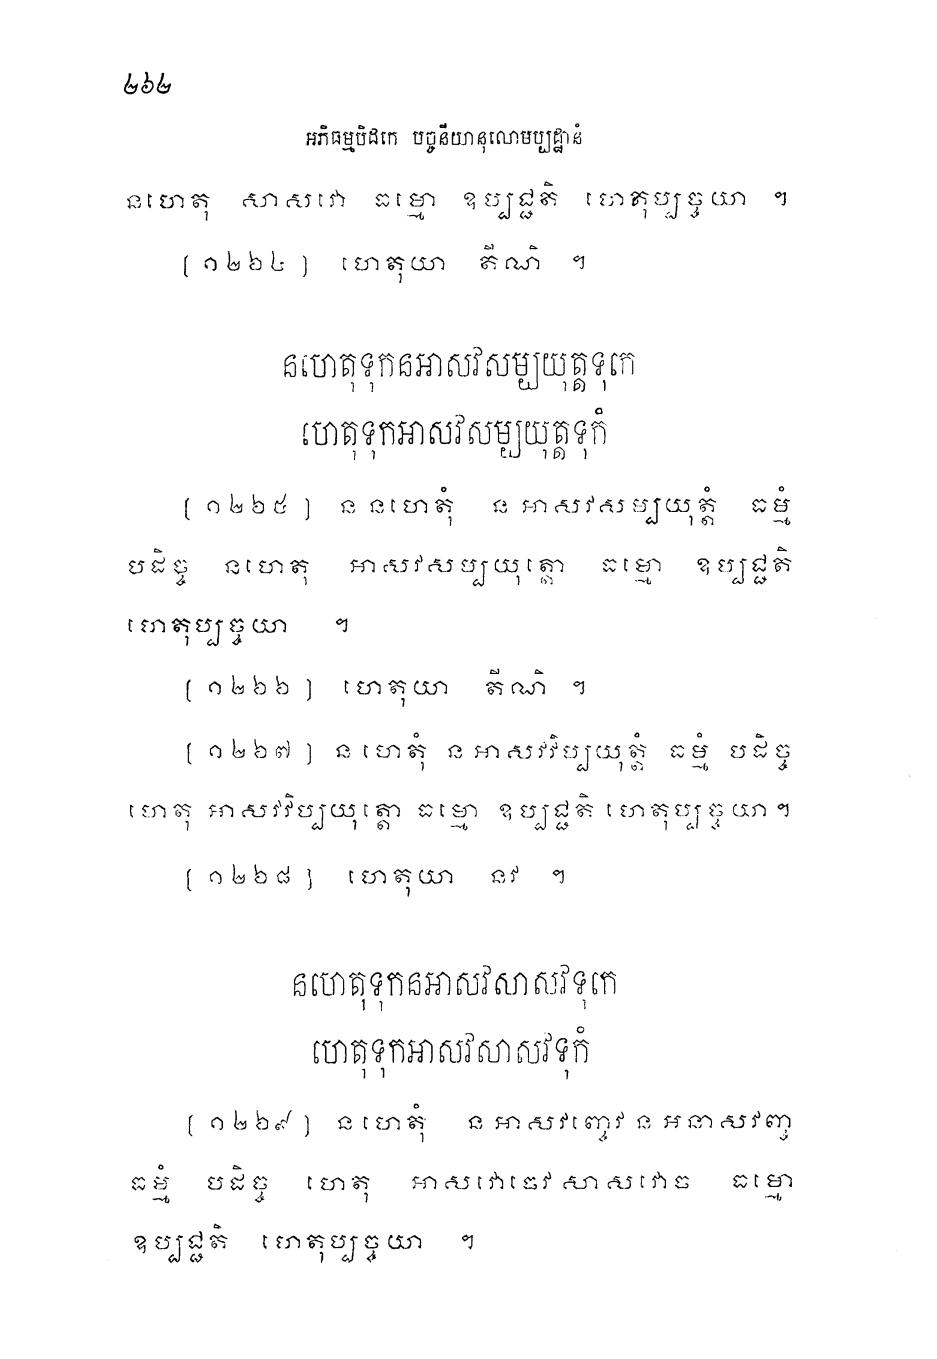 ២៦២
អភិធម្មបិដកេ បច្ចនីយានុលោមប្បដ្ឋានំ
នហេតុ សាសវោ ធម្មោ ឧប្បជ្ជតិ ហេតុប្បច្ចយា ។
[១២៦៤] ហេតុយា តីណិ ។
នហេតុទុកនអាសវសម្បយុត្តទុកេ
ហេតុទុកអាសវសម្បយុត្តទុកំ
[១២៦៥] ន នហេតុំ ន អាសវសម្បយុត្តំ ធម្មំ
បដិច្ច នហេតុ អាសវសប្បយុត្តោ ធម្មោ ឧប្បជ្ជតិ
ហេតុប្បច្ចយា ។
[១២៦៦] ហេតុយា តីណិ ។
[១២៦៧] ន ហេតុំ ន អាសវវិប្បយុត្តំ ធម្មំ បដិច្ច
ហេតុ អាសវវិប្បយុត្តោ ធម្មោ ឧប្បជ្ជតិ ហេតុប្បច្ចយា ។
[១២៦៨] ហេតុយា នវ ។
នហេតុទុកនអាសវសាសវទុកេ
ហេតុទុកអាសវសាសវទុកំ
[១២៦៩] ន ហេតុំ ន អាសវញ្ចេវ ន អនាសវញ្ច
ធម្មំ បដិច្ច ហេតុ អាសវោចេវ សាសវោច ធម្មោ
ឧប្បជ្ជតិ ហេតុប្បច្ចយា ។